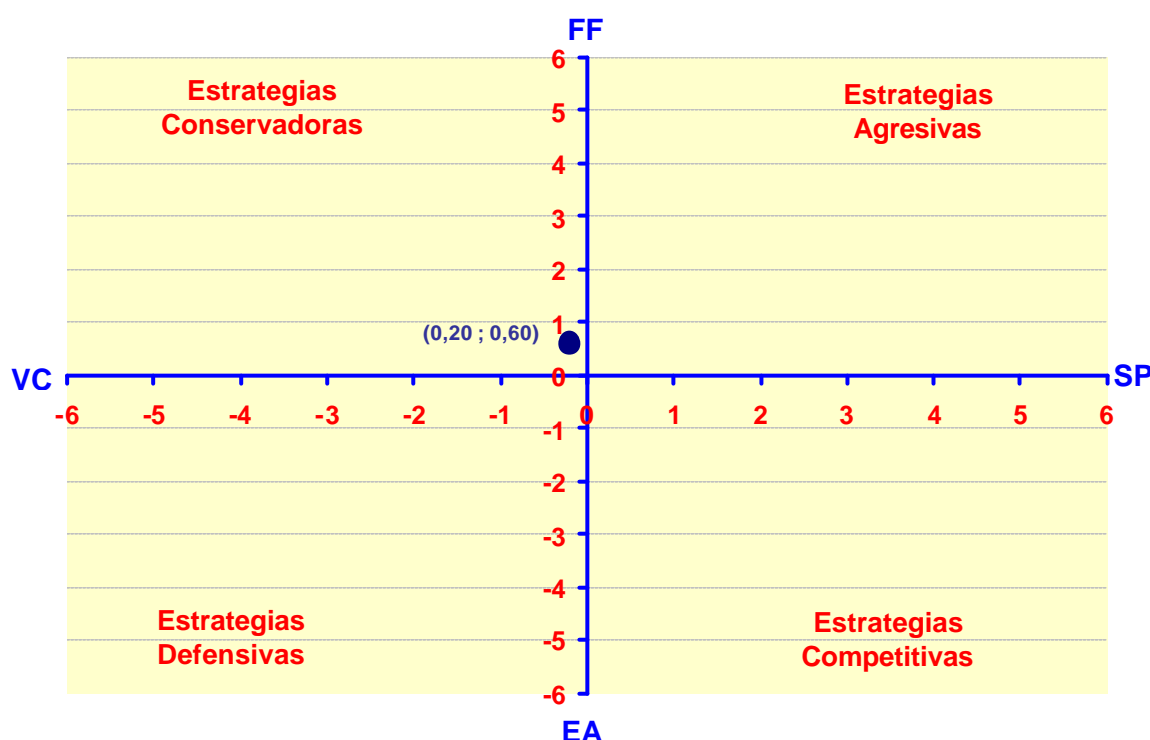 FF
6
Estrategias
Conservadoras
Estrategias
Agresivas
5
4
3
2
1
(0,20 ; 0,60)
VC
0
SP
-6 -5 -4 -3 -2 -1 0 1 2 3 4 5 6
-1
-2
-3
-4
Estrategias
Defensivas
Estrategias
Competitivas
-5
-6
EA